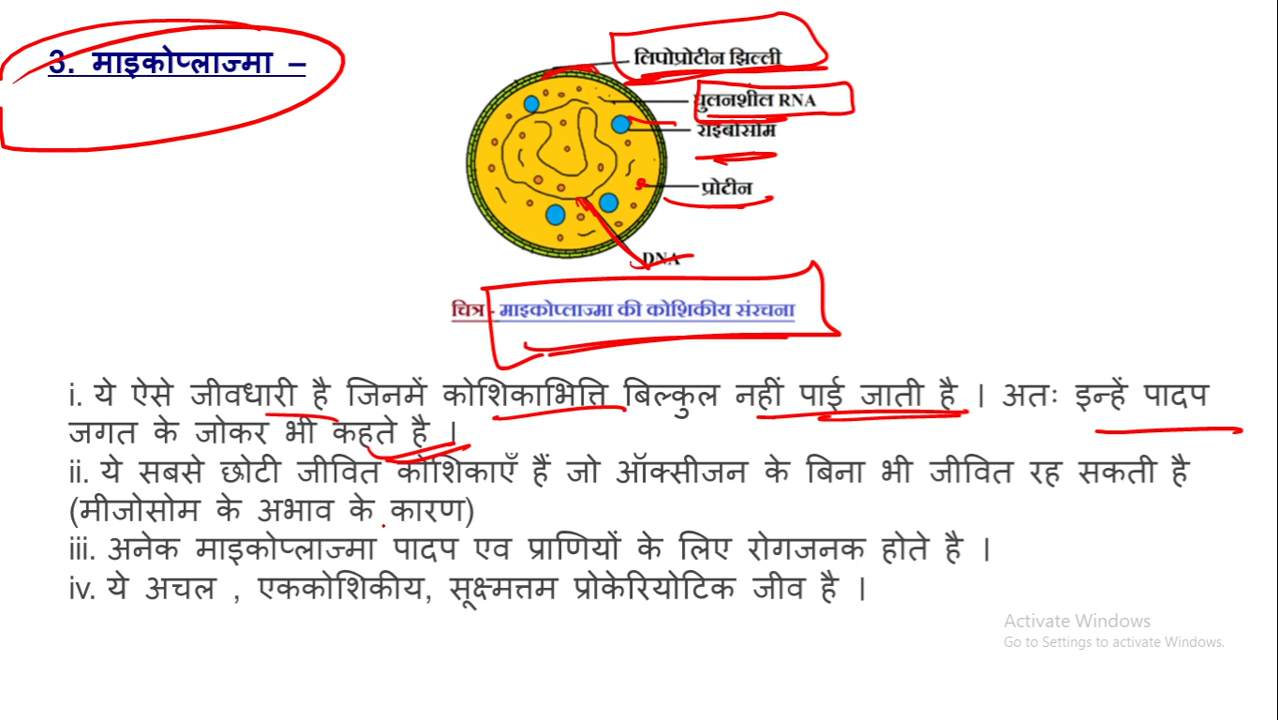 3. माइकोप्लाज्मा –
लिपोप्रोटीन झिल्ली
घुलनशील RNA
राइबोसोम
प्रोटीन
DNA
चित्र - माइकोप्लाज्मा की कोशिकीय संरचना
i. ये ऐसे जीवधारी है जिनमें कोशिकाभित्ति बिल्कुल नहीं पाई जाती है । अतः इन्हें पादप
जगत के जोकर भी कहते है ।
ii. ये सबसे छोटी जीवित कोशिकाएँ हैं जो ऑक्सीजन के बिना भी जीवित रह सकती है
(मीजोसोम के अभाव के कारण)
iii. अनेक माइकोप्लाज्मा पादप एव प्राणियों के लिए रोगजनक होते है ।
iv. ये अचल , एककोशिकीय, सूक्ष्मत्तम प्रोकेरियोटिक जीव है ।
Activate Windows
Go to Settings to activate Windows.